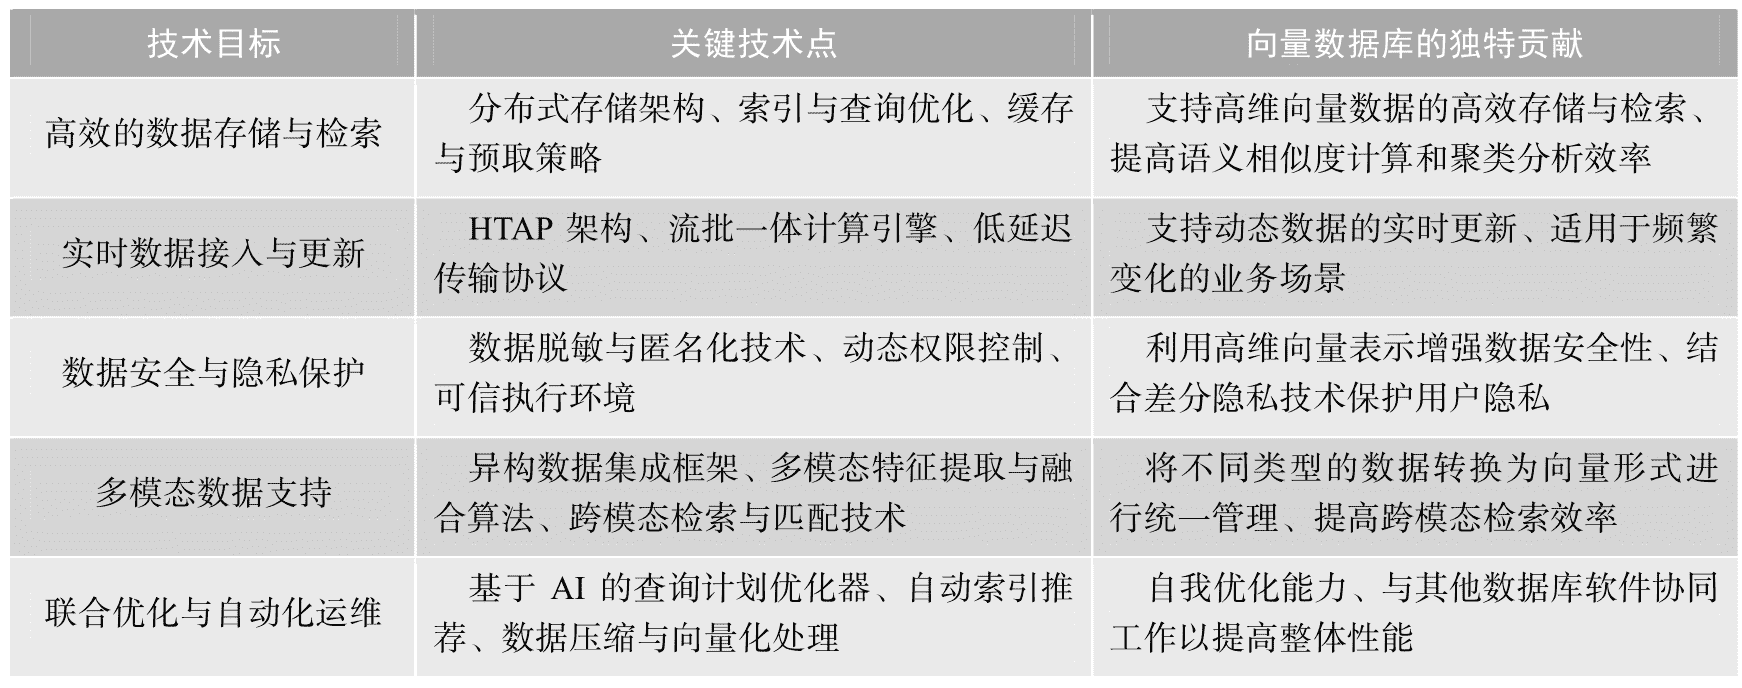 技术目标
关键技术点
向量数据库的独特贡献
高效的数据存储与检索
分布式存储架构、索引与查询优化、缓存
与预取策略
支持高维向量数据的高效存储与检索、
提高语义相似度计算和聚类分析效率
实时数据接入与更新
HTAP 架构、流批一体计算引擎、低延迟
传输协议
支持动态数据的实时更新、适用于频繁
变化的业务场景
数据安全与隐私保护
数据脱敏与匿名化技术、动态权限控制、
可信执行环境
利用高维向量表示增强数据安全性、结
合差分隐私技术保护用户隐私
多模态数据支持
异构数据集成框架、多模态特征提取与融
合算法、跨模态检索与匹配技术
将不同类型的数据转换为向量形式进
行统一管理、提高跨模态检索效率
联合优化与自动化运维
基于 AI 的查询计划优化器、自动索引推
荐、数据压缩与向量化处理
自我优化能力、与其他数据库软件协同
工作以提高整体性能